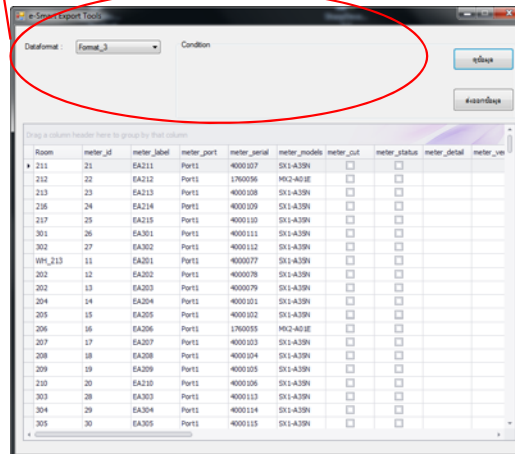 e-Smart Export Tools
Dataformat : Format_3 Condition
ดูข้อมูล
ส่งออกข้อมูล
Drag a column header here to group by that column
Room meter_id meter_label meter_port meter_serial meter_models meter_cut meter_status meter_detail meter_ver
211 21 EA211 Port1 4000107 SX1-A35N
212 22 EA212 Port1 1760056 MX2-A01E
213 23 EA213 Port1 4000108 SX1-A35N
216 24 EA214 Port1 4000109 SX1-A35N
217 25 EA215 Port1 4000110 SX1-A35N
301 26 EA301 Port1 4000111 SX1-A35N
302 27 EA302 Port1 4000112 SX1-A35N
WH_213 11 EA201 Port1 4000077 SX1-A35N
202 12 EA202 Port1 4000078 SX1-A35N
202 13 EA203 Port1 4000079 SX1-A35N
204 14 EA204 Port1 4000101 SX1-A35N
205 15 EA205 Port1 4000102 SX1-A35N
206 16 EA206 Port1 1760055 MX2-A01E
207 17 EA207 Port1 4000103 SX1-A35N
208 18 EA208 Port1 4000104 SX1-A35N
209 19 EA209 Port1 4000105 SX1-A35N
210 20 EA210 Port1 4000106 SX1-A35N
303 28 EA303 Port1 4000113 SX1-A35N
304 29 EA304 Port1 4000114 SX1-A35N
305 30 EA305 Port1 4000115 SX1-A35N